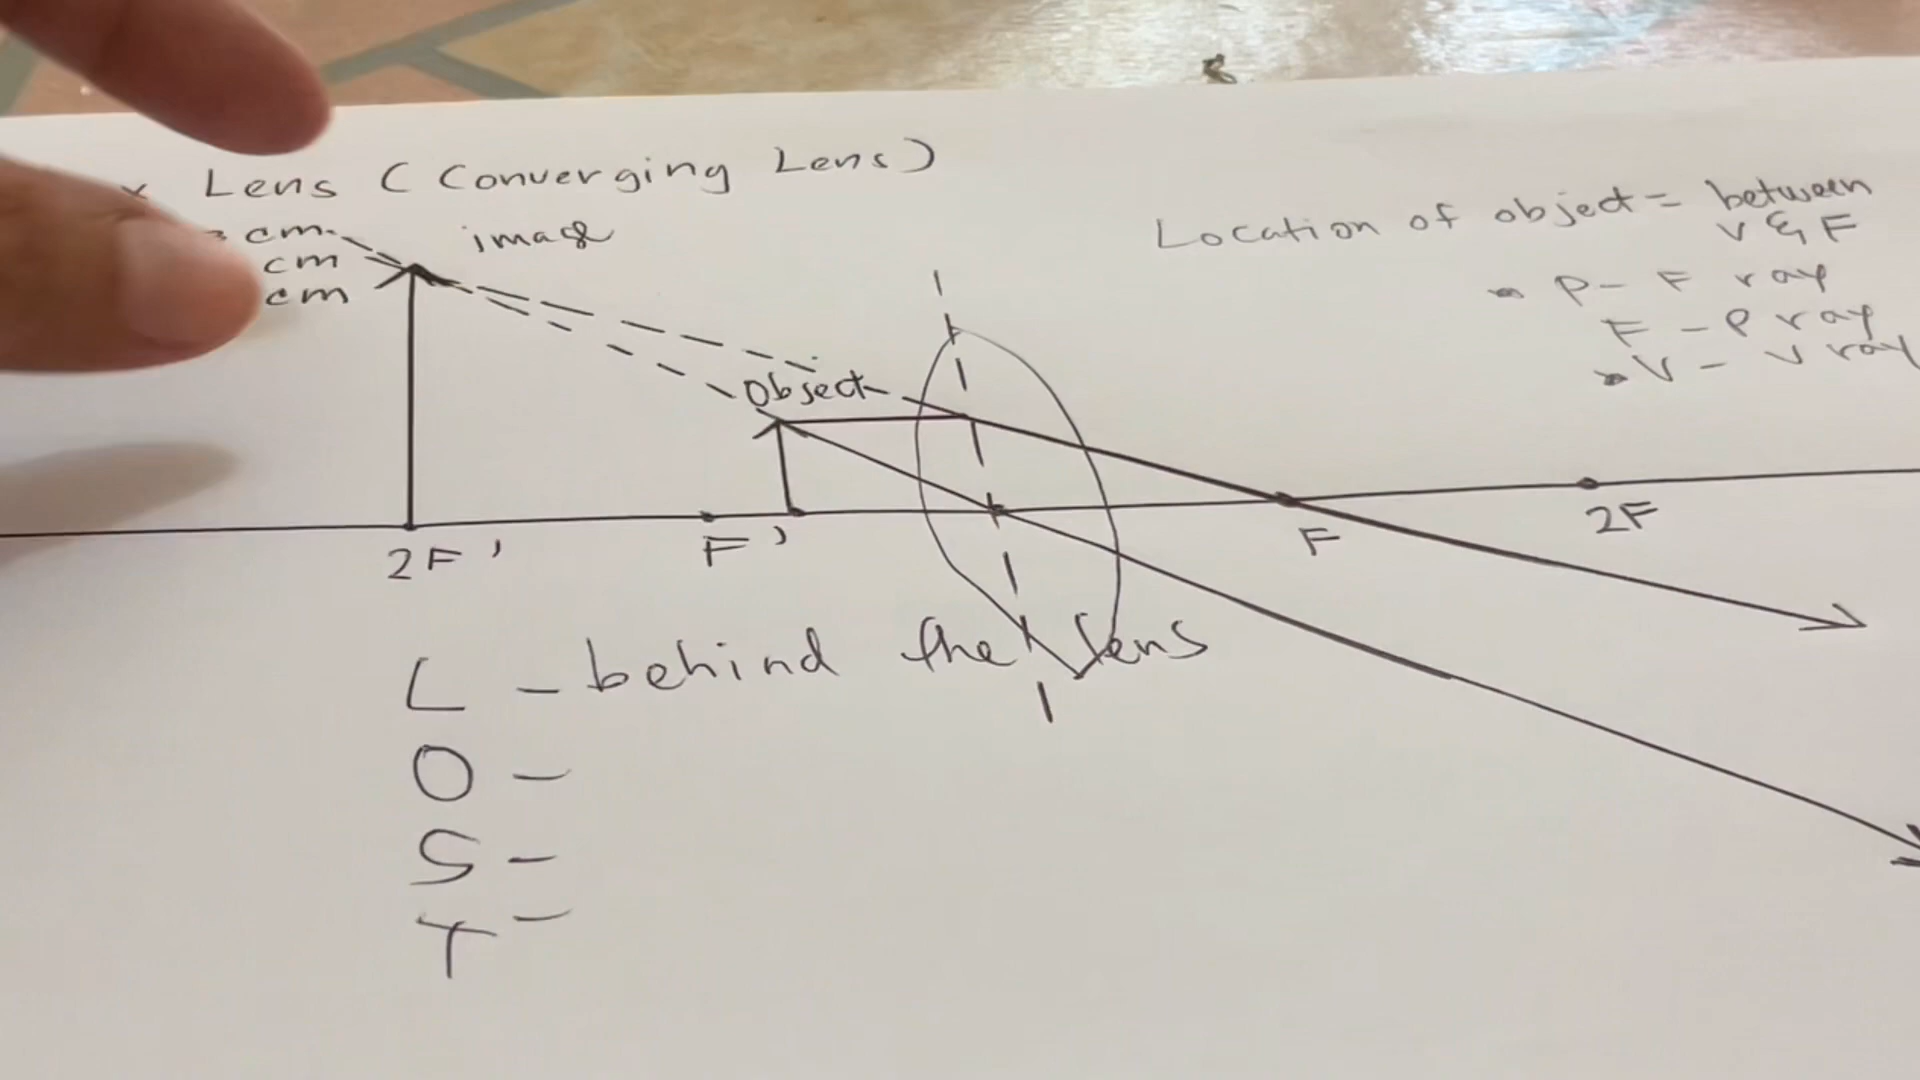 Lens (Converging Lens)
cm
cm
cm
image
Location of object = between
V & F
P - F ray
F - P ray
V - V ray
Object
2F'
F'
F
2F
L - behind the lens
O -
S -
T -